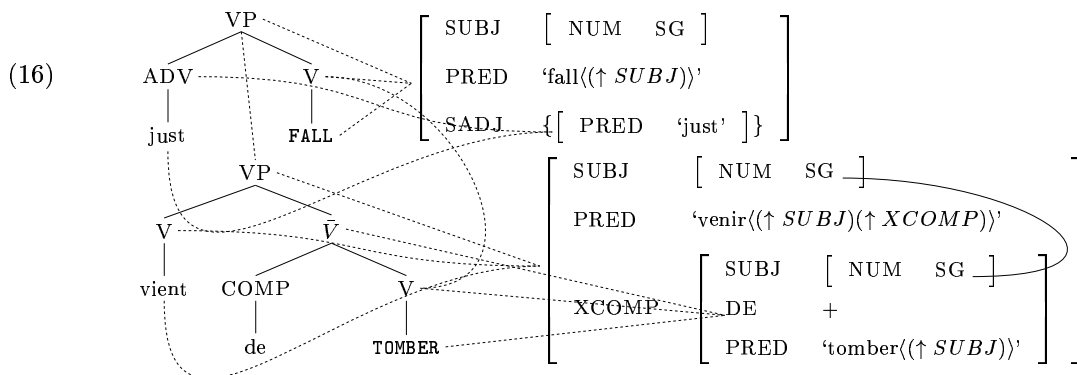 VP
SUBJ [ NUM SG ]
(16) ADV V PRED ‘fall⟨(↑ SUBJ)⟩’
just FALL SADJ {[ PRED ‘just’ ]}
VP
SUBJ [ NUM SG ]
V V̄ PRED ‘venir⟨(↑ SUBJ)(↑ XCOMP)⟩’
SUBJ [ NUM SG ]
vient COMP V XCOMP DE +
de TOMBER PRED ‘tomber⟨(↑ SUBJ)⟩’